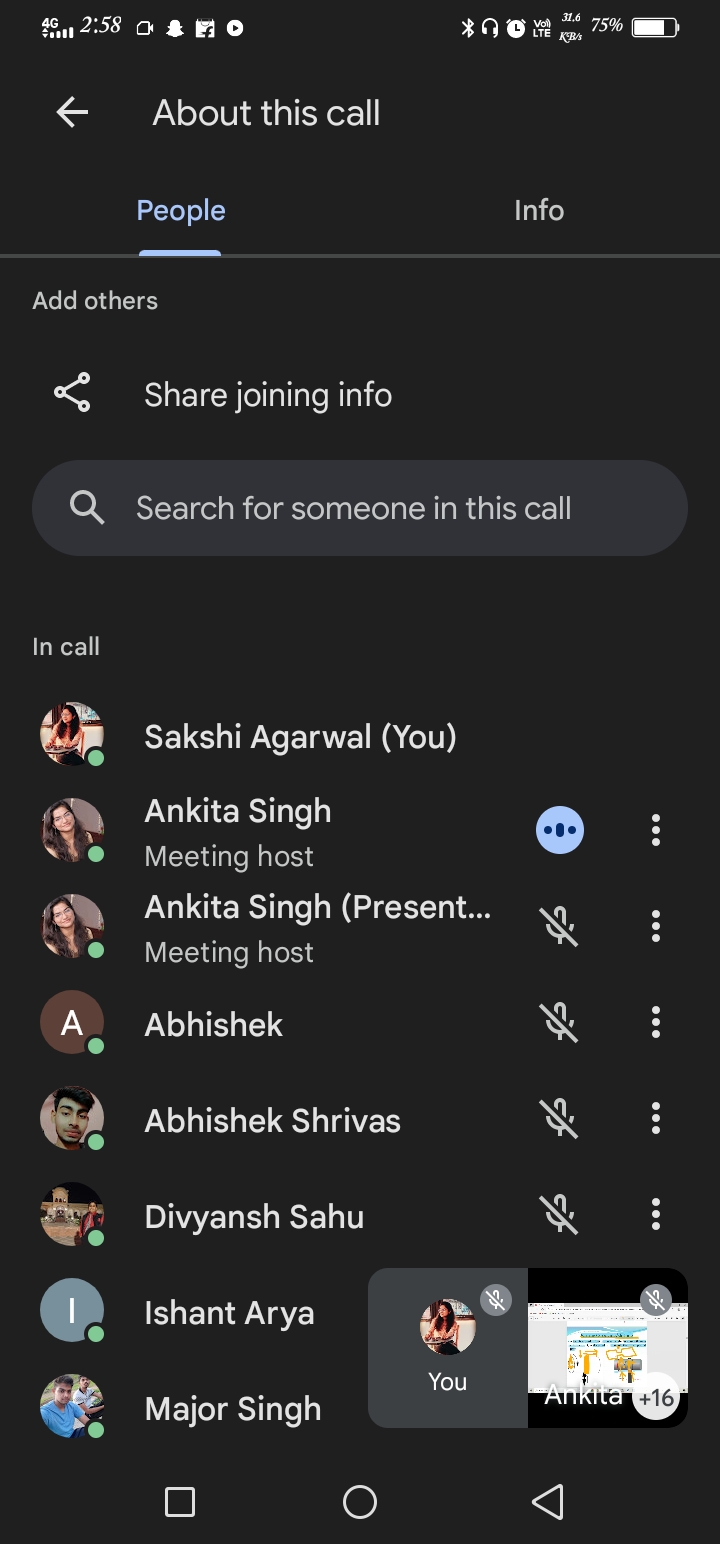 4G 2:58 Vo) LTE 31.6 KB/s 75%
About this call
People Info
Add others
Share joining info
Search for someone in this call
In call
Sakshi Agarwal (You)
Ankita Singh
Meeting host
Ankita Singh (Present...
Meeting host
A Abhishek
Abhishek Shrivas
Divyansh Sahu
I Ishant Arya
You
Ankita +16
Major Singh